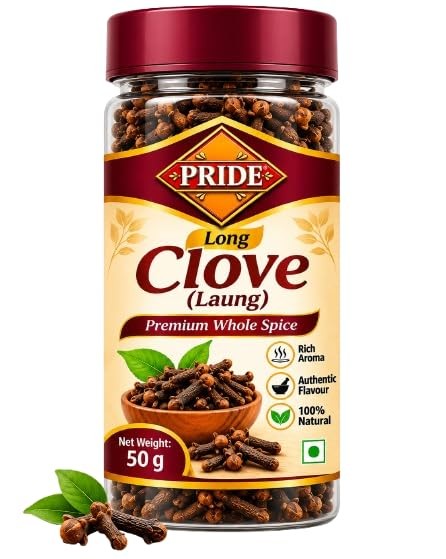 PRIDE
Long
Clove
(Laung)
Premium Whole Spice
Rich
Aroma
Authentic
Flavour
100%
Natural
Net Weight:
50 g